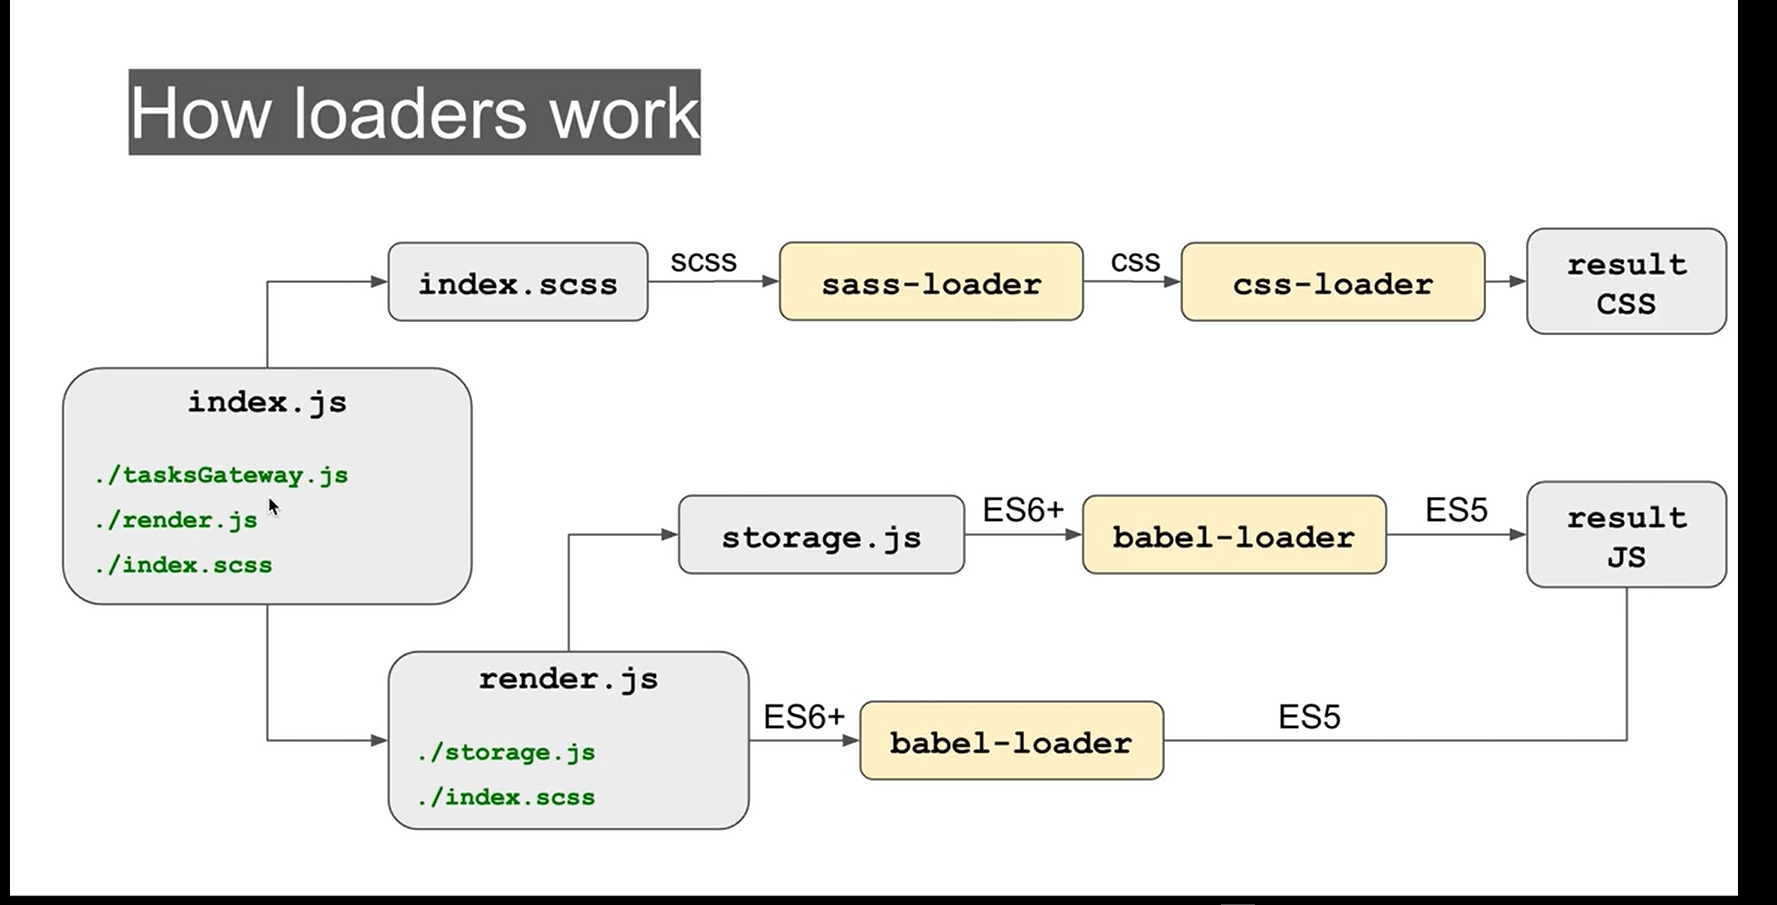 How loaders work
index.scss
scss
sass-loader
css
css-loader
result
CSS
index.js
./tasksGateway.js
./render.js
./index.scss
storage.js
ES6+
babel-loader
ES5
result
JS
render.js
./storage.js
./index.scss
ES6+
babel-loader
ES5